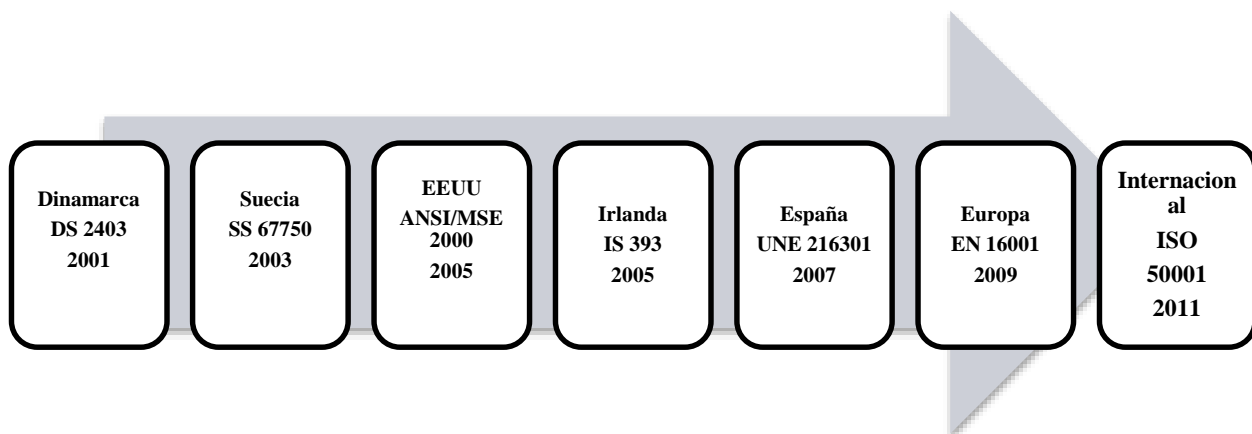 Dinamarca
DS 2403
2001
Suecia
SS 67750
2003
EEUU
ANSI/MSE
2000
2005
Irlanda
IS 393
2005
España
UNE 216301
2007
Europa
EN 16001
2009
Internacion
al
ISO
50001
2011